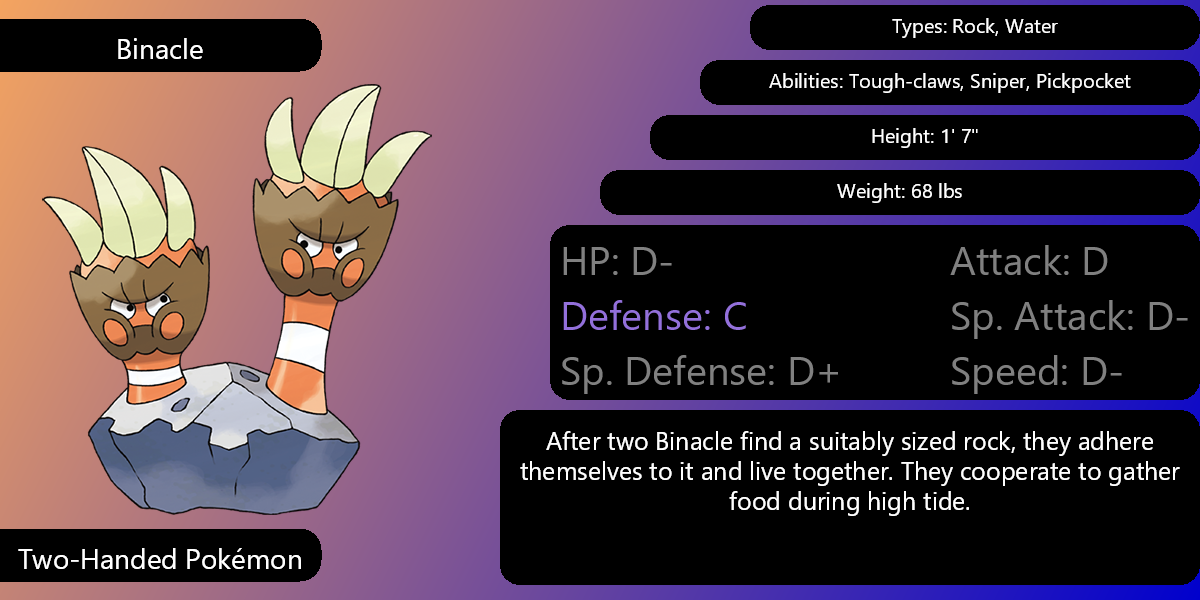 Binacle
Types: Rock, Water
Abilities: Tough-claws, Sniper, Pickpocket
Height: 1' 7"
Weight: 68 lbs
HP: D-
Attack: D
Defense: C
Sp. Attack: D-
Sp. Defense: D+
Speed: D-
After two Binacle find a suitably sized rock, they adhere
themselves to it and live together. They cooperate to gather
food during high tide.
Two-Handed Pokémon